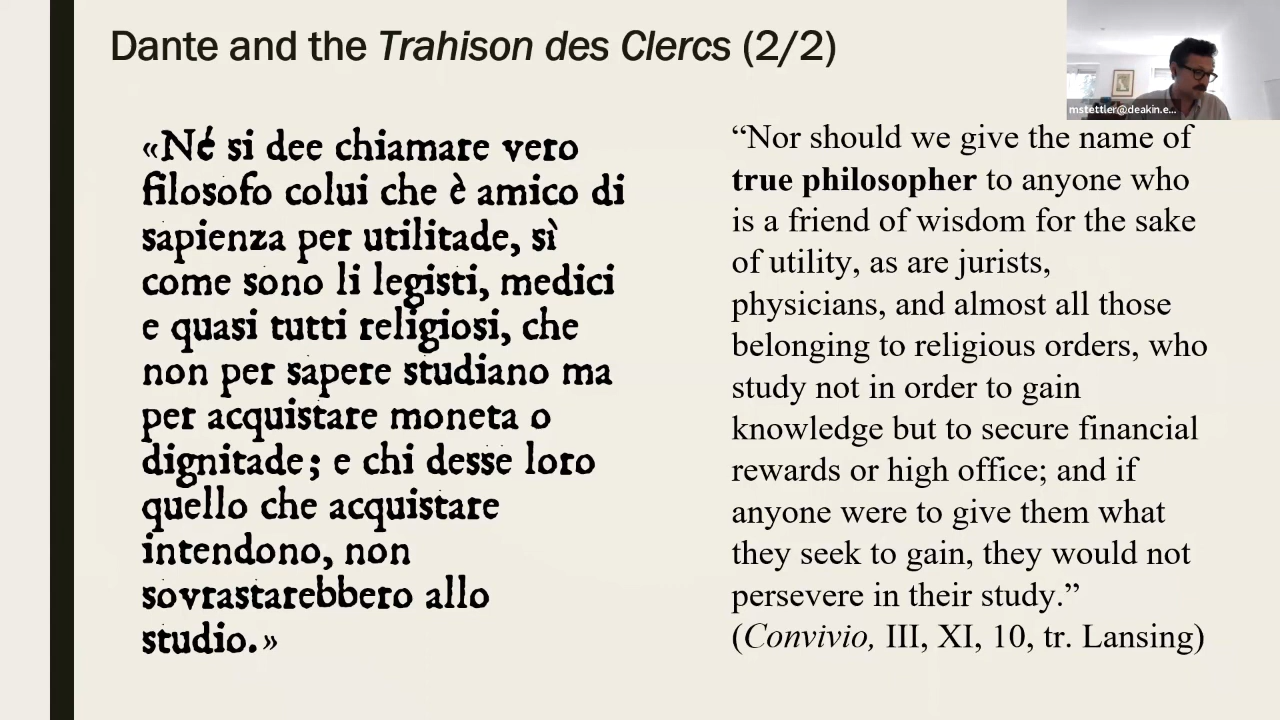 Dante and the Trahison des Clercs (2/2)
mstettler@deakin.e...
«Né si dee chiamare vero
filosofo colui che è amico di
sapienza per utilitade, sì
come sono li legisti, medici
e quasi tutti religiosi, che
non per sapere studiano ma
per acquistare moneta o
dignitade; e chi desse loro
quello che acquistare
intendono, non
sovrastarebbero allo
studio.»
“Nor should we give the name of
true philosopher to anyone who
is a friend of wisdom for the sake
of utility, as are jurists,
physicians, and almost all those
belonging to religious orders, who
study not in order to gain
knowledge but to secure financial
rewards or high office; and if
anyone were to give them what
they seek to gain, they would not
persevere in their study.”
(Convivio, III, XI, 10, tr. Lansing)